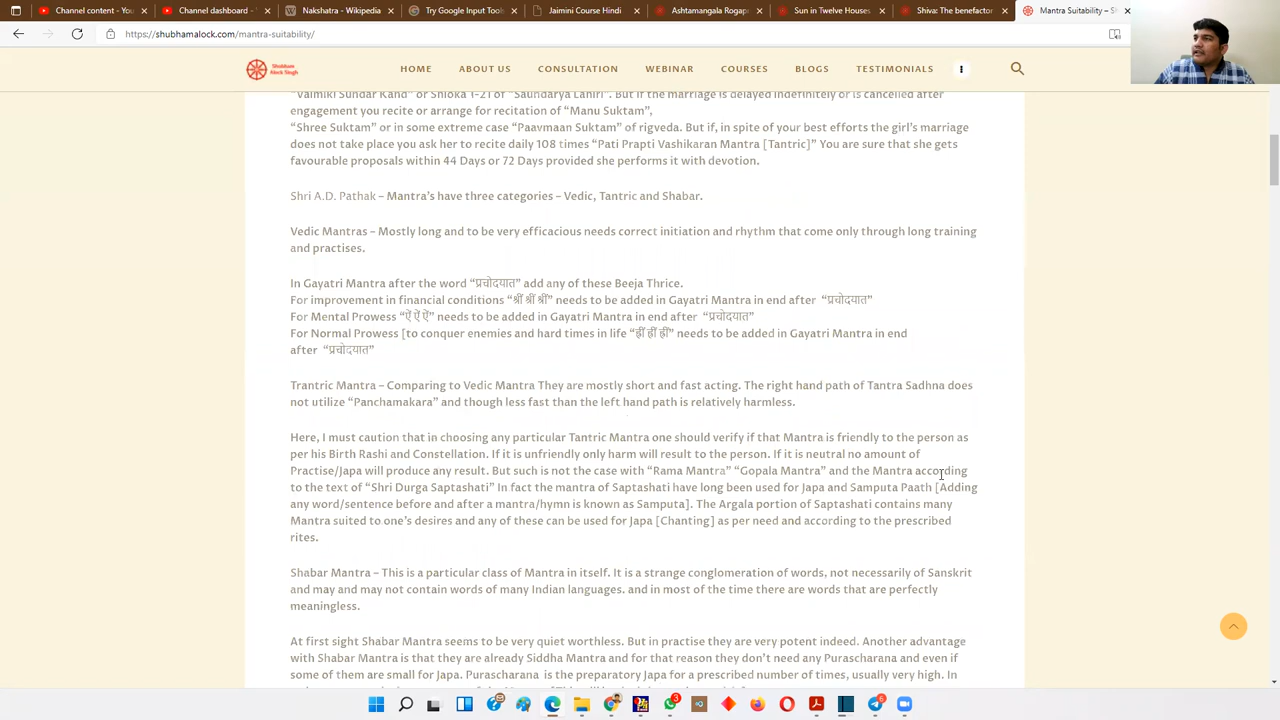 Nakshatra - Wikipedia
Channel dashboard - YouTu
Try Google Input Tools
Jaimini Course Hindi
Ashtamangala Rogap
Sun in Twelve Houses
Shiva: The benefactor
Mantra Suitability – Sh
https://shubhamalock.com/mantra-suitability/
Shubham
Alock Singh
HOME ABOUT US CONSULTATION WEBINAR COURSES BLOGS TESTIMONIALS
"Valmiki Sundar Kand" or Shloka (-2) of "Saundarya Lahiri". But if the marriage is delayed indefinitely or is cancelled after
engagement you recite or arrange for recitation of "Manu Suktam",
"Shree Suktam" or in some extreme case "Paavmaan Suktam" of rigveda. But if, in spite of your best efforts the girl's marriage
does not take place you ask her to recite daily 108 times "Pati Prapti Vashikaran Mantra [Tantric]" You are sure that she gets
favourable proposals within 44 Days or 72 Days provided she performs it with devotion.
Shri A.D. Pathak – Mantra's have three categories – Vedic, Tantric and Shabar.
Vedic Mantras – Mostly long and to be very efficacious needs correct initiation and rhythm that come only through long training
and practises.
In Gayatri Mantra after the word "प्रचोदयात" add any of these Beeja Thrice.
For improvement in financial conditions "श्रीं श्रीं श्रीं" needs to be added in Gayatri Mantra in end after "प्रचोदयात"
For Mental Prowess "ऐं ऐं ऐं" needs to be added in Gayatri Mantra in end after "प्रचोदयात"
For Normal Prowess [to conquer enemies and hard times in life "ह्रीं ह्रीं ह्रीं" needs to be added in Gayatri Mantra in end
after "प्रचोदयात"
Trantric Mantra – Comparing to Vedic Mantra They are mostly short and fast acting. The right hand path of Tantra Sadhna does
not utilize "Panchamakara" and though less fast than the left hand path is relatively harmless.
Here, I must caution that in choosing any particular Tantric Mantra one should verify if that Mantra is friendly to the person as
per his Birth Rashi and Constellation. If it is unfriendly only harm will result to the person. If it is neutral no amount of
Practise/Japa will produce any result. But such is not the case with "Rama Mantra" "Gopala Mantra" and the Mantra according
to the text of "Shri Durga Saptashati" In fact the mantra of Saptashati have long been used for Japa and Samputa Paath [Adding
any word/sentence before and after a mantra/hymn is known as Samputa]. The Argala portion of Saptashati contains many
Mantra suited to one's desires and any of these can be used for Japa [Chanting] as per need and according to the prescribed
rites.
Shabar Mantra – This is a particular class of Mantra in itself. It is a strange conglomeration of words, not necessarily of Sanskrit
and may and may not contain words of many Indian languages. and in most of the time there are words that are perfectly
meaningless.
At first sight Shabar Mantra seems to be very quiet worthless. But in practise they are very potent indeed. Another advantage
with Shabar Mantra is that they are already Siddha Mantra and for that reason they don't need any Purascharana and even if
some of them are small for Japa. Purascharana is the preparatory Japa for a prescribed number of times, usually very high. In